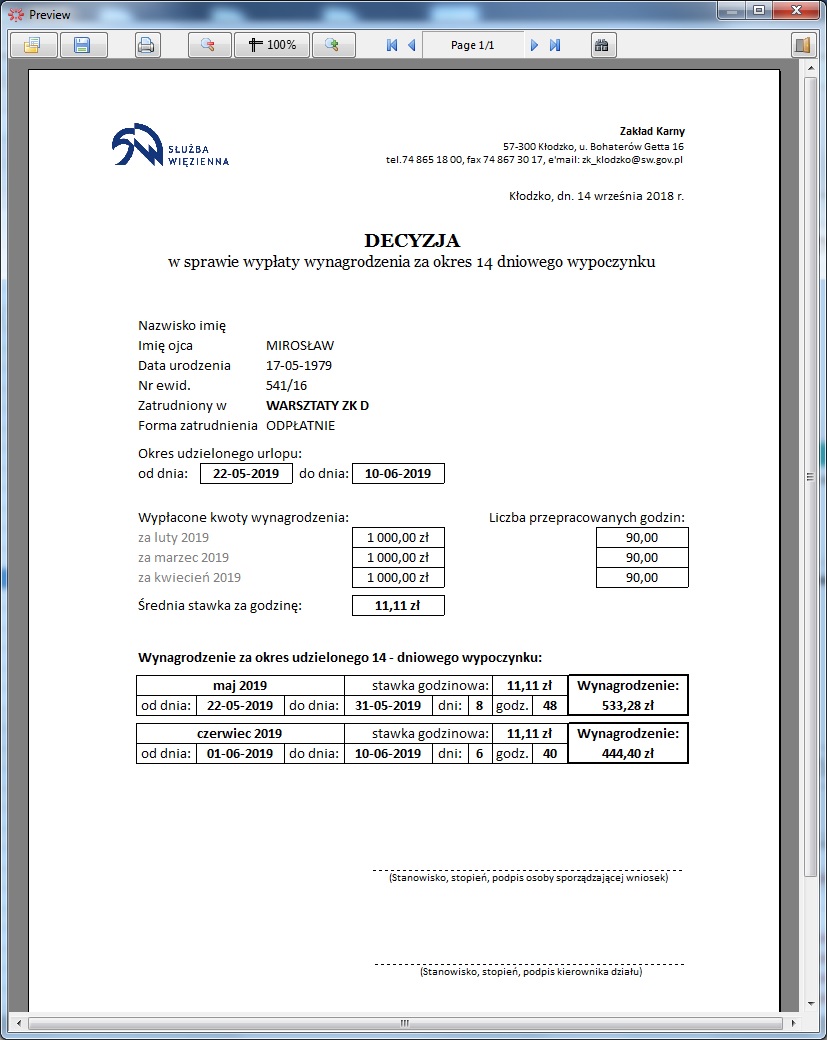 Preview
100%
Page 1/1
SŁUŻBA
WIĘZIENNA
Zakład Karny
57-300 Kłodzko, u. Bohaterów Getta 16
tel.74 865 18 00, fax 74 867 30 17, e'mail: zk_klodzko@sw.gov.pl
Kłodzko, dn. 14 września 2018 r.
DECYZJA
w sprawie wypłaty wynagrodzenia za okres 14 dniowego wypoczynku
Nazwisko imię
Imię ojca MIROSŁAW
Data urodzenia 17-05-1979
Nr ewid. 541/16
Zatrudniony w WARSZTATY ZK D
Forma zatrudnienia ODPŁATNIE
Okres udzielonego urlopu:
od dnia: 22-05-2019 do dnia: 10-06-2019
Wypłacone kwoty wynagrodzenia: Liczba przepracowanych godzin:
za luty 2019 1 000,00 zł 90,00
za marzec 2019 1 000,00 zł 90,00
za kwiecień 2019 1 000,00 zł 90,00
Średnia stawka za godzinę: 11,11 zł
Wynagrodzenie za okres udzielonego 14 - dniowego wypoczynku:
maj 2019 stawka godzinowa: 11,11 zł Wynagrodzenie:
od dnia: 22-05-2019 do dnia: 31-05-2019 dni: 8 godz. 48 533,28 zł
czerwiec 2019 stawka godzinowa: 11,11 zł Wynagrodzenie:
od dnia: 01-06-2019 do dnia: 10-06-2019 dni: 6 godz. 40 444,40 zł
(Stanowisko, stopień, podpis osoby sporządzającej wniosek)
(Stanowisko, stopień, podpis kierownika działu)